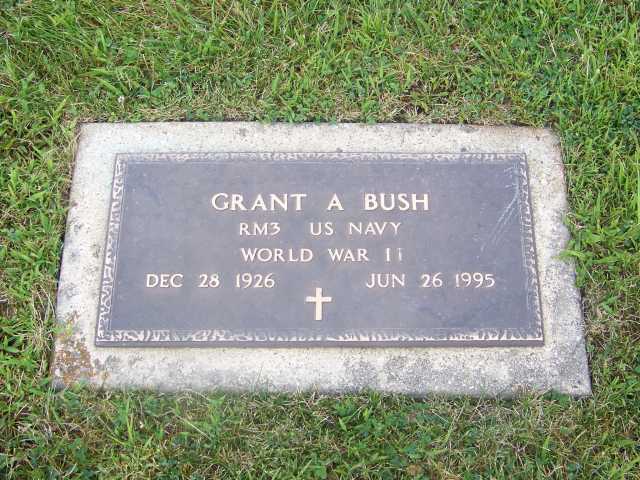 GRANT A BUSH
RM3 US NAVY
WORLD WAR II
DEC 28 1926 JUN 26 1995